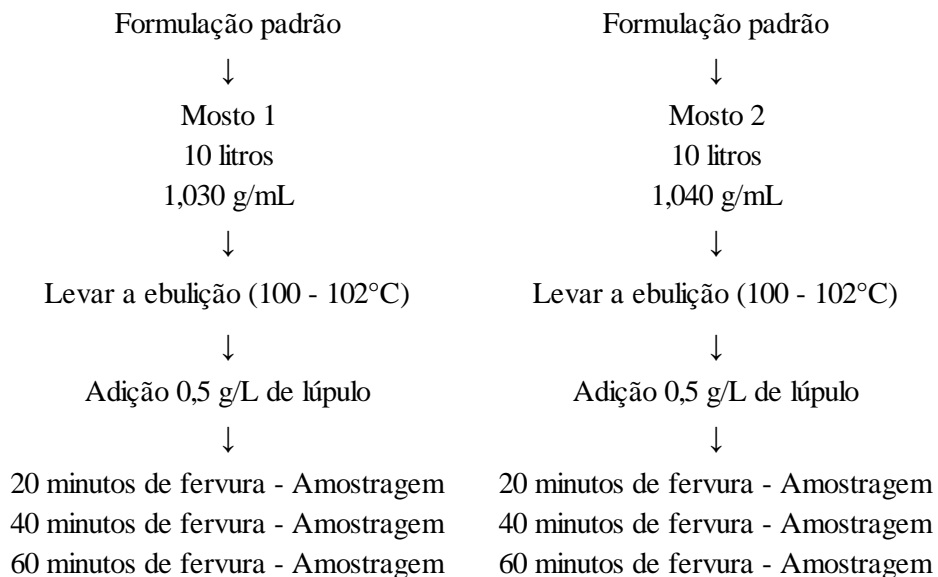 Formulação padrão
↓
Mosto 1
10 litros
1,030 g/mL
↓
Levar a ebulição (100 - 102°C)
↓
Adição 0,5 g/L de lúpulo
↓
20 minutos de fervura - Amostragem
40 minutos de fervura - Amostragem
60 minutos de fervura - Amostragem
Formulação padrão
↓
Mosto 2
10 litros
1,040 g/mL
↓
Levar a ebulição (100 - 102°C)
↓
Adição 0,5 g/L de lúpulo
↓
20 minutos de fervura - Amostragem
40 minutos de fervura - Amostragem
60 minutos de fervura - Amostragem